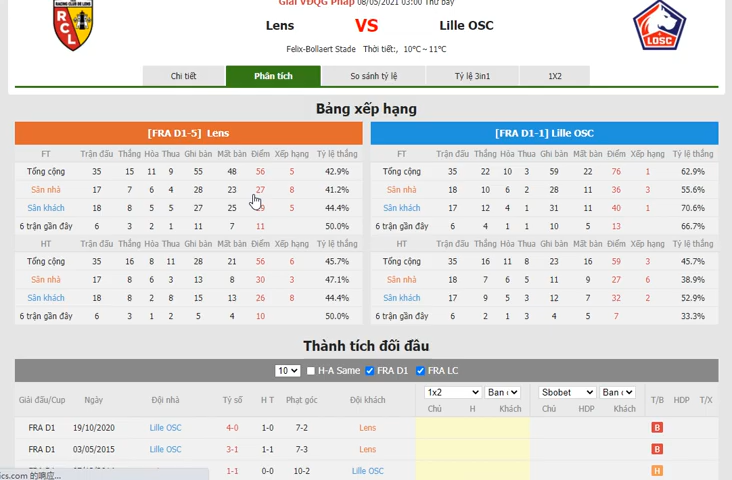 Giải VĐQG Pháp 08/05/2021 03:00 Thứ bảy
RACING CLUB DE LENS
RCL
Lens VS Lille OSC
LOSC
Felix-Bollaert Stade Thời tiết:, 10℃～11℃
Chi tiết Phân tích So sánh tỷ lệ Tỷ lệ 3in1 1X2
Bảng xếp hạng
[FRA D1-5] Lens
FT Trận đấu Thắng Hòa Thua Ghi bàn Mất bàn Điểm Xếp hạng Tỷ lệ thắng
Tổng cộng 35 15 11 9 55 48 56 5 42.9%
Sân nhà 17 7 6 4 28 23 27 8 41.2%
Sân khách 18 8 5 5 27 25 9 5 44.4%
6 trận gần đây 6 3 2 1 11 7 11 50.0%
HT Trận đấu Thắng Hòa Thua Ghi bàn Mất bàn Điểm Xếp hạng Tỷ lệ thắng
Tổng cộng 35 16 8 11 28 21 56 6 45.7%
Sân nhà 17 8 6 3 13 8 30 3 47.1%
Sân khách 18 8 2 8 15 13 26 8 44.4%
6 trận gần đây 6 3 1 2 5 4 10 50.0%
[FRA D1-1] Lille OSC
FT Trận đấu Thắng Hòa Thua Ghi bàn Mất bàn Điểm Xếp hạng Tỷ lệ thắng
Tổng cộng 35 22 10 3 59 22 76 1 62.9%
Sân nhà 18 10 6 2 28 11 36 3 55.6%
Sân khách 17 12 4 1 31 11 40 1 70.6%
6 trận gần đây 6 4 1 1 10 5 13 66.7%
HT Trận đấu Thắng Hòa Thua Ghi bàn Mất bàn Điểm Xếp hạng Tỷ lệ thắng
Tổng cộng 35 16 11 8 23 16 59 3 45.7%
Sân nhà 18 7 6 5 11 9 27 6 38.9%
Sân khách 17 9 5 3 12 7 32 2 52.9%
6 trận gần đây 6 2 1 3 4 5 7 33.3%
Thành tích đối đầu
10 H-A Same FRA D1 FRA LC
Giải đấu/Cup Ngày Đội nhà Tỷ số H T Phạt góc Đội khách 1x2 Ban Sbobet Ban T/B HDP T/X
Chủ H Khách Chủ HDP Khách
FRA D1 19/10/2020 Lille OSC 4-0 1-0 7-2 Lens B
FRA D1 03/05/2015 Lille OSC 3-1 1-1 7-3 Lens B
1-1 0-0 10-2 Lille OSC H
ics.com 的响应...